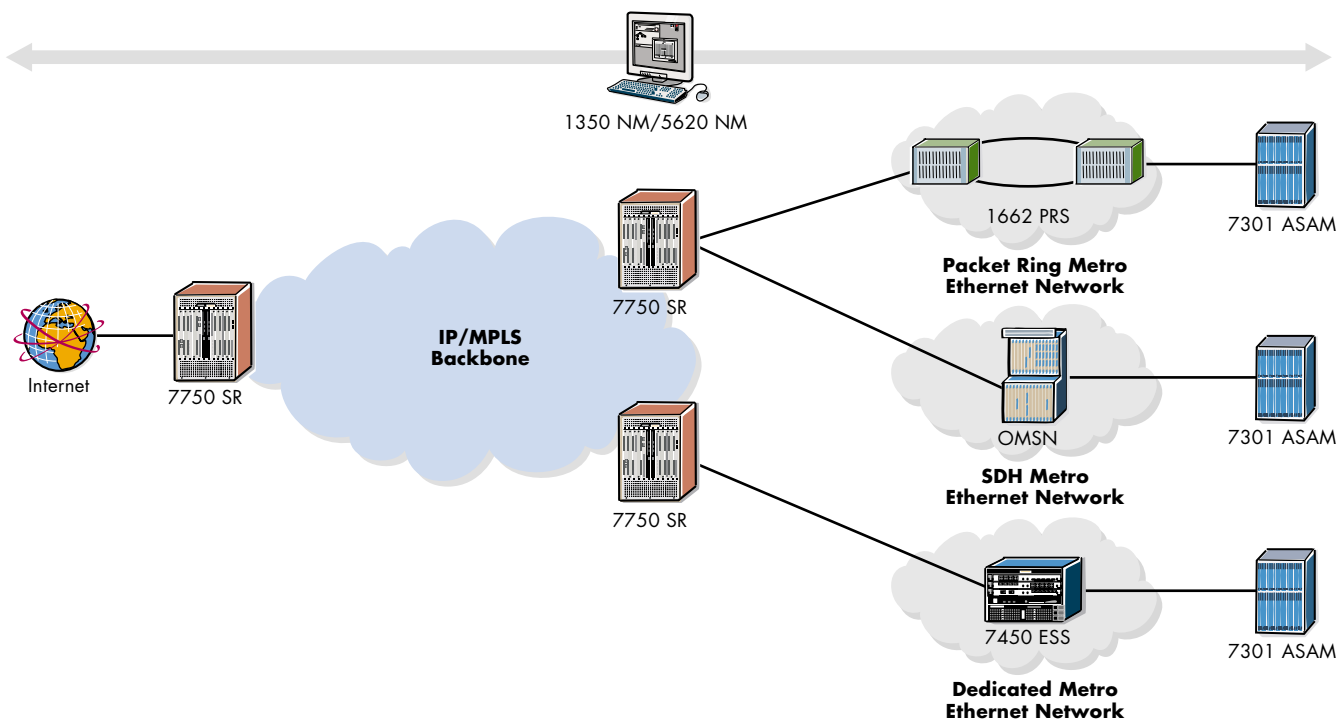 1350 NM/5620 NM
1662 PRS
7301 ASAM
Packet Ring Metro
Ethernet Network
7750 SR
IP/MPLS
Backbone
Internet
7750 SR
OMSN
7301 ASAM
SDH Metro
Ethernet Network
7750 SR
7450 ESS
7301 ASAM
Dedicated Metro
Ethernet Network